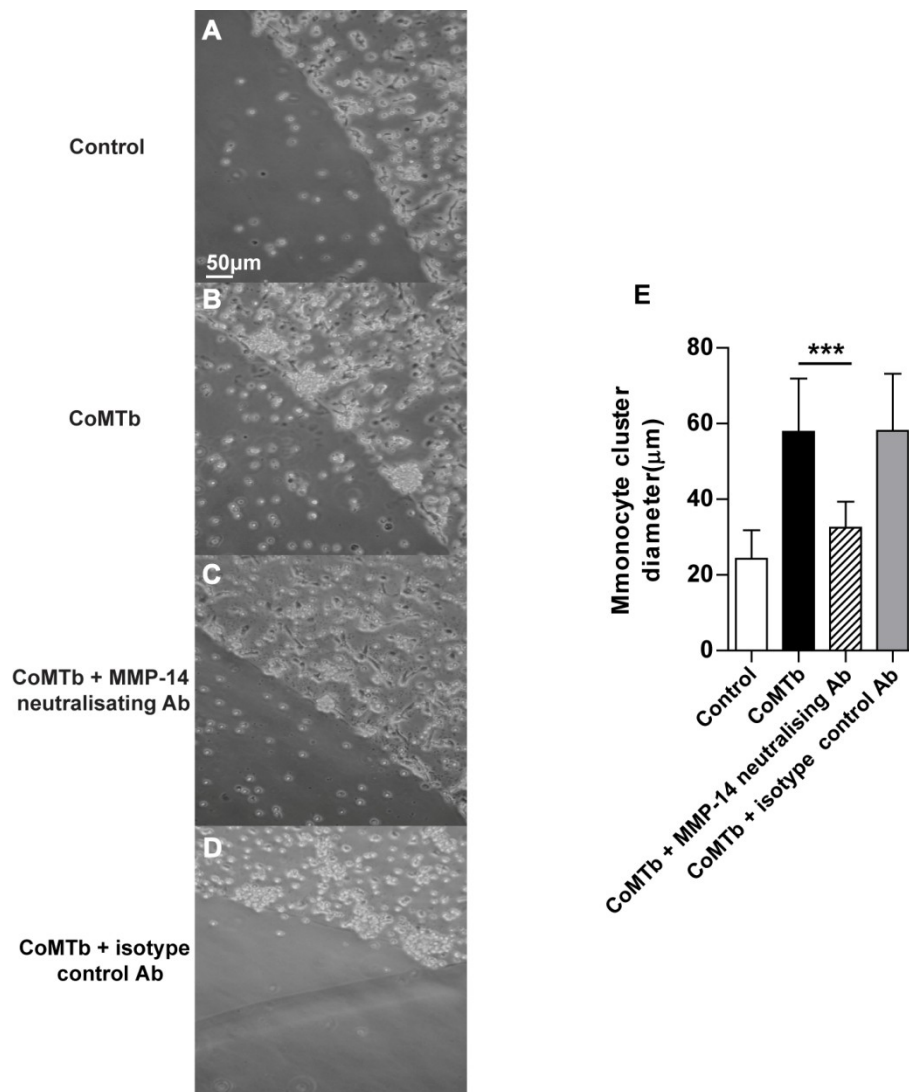 A
Control
50µm
B
CoMTb
C
CoMTb + MMP-14
neutralisating Ab
D
CoMTb + isotype
control Ab
E
80
60
40
20
0
***
Mmonocyte cluster
diameter(µm)
Control
CoMTb
CoMTb + MMP-14 neutralising Ab
CoMTb + isotype control Ab